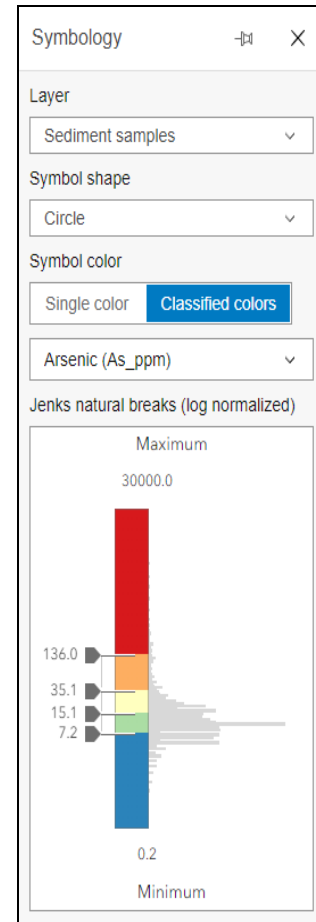 Symbology
Layer
Sediment samples
Symbol shape
Circle
Symbol color
Single color Classified colors
Arsenic (As_ppm)
Jenks natural breaks (log normalized)
Maximum
30000.0
136.0
35.1
15.1
7.2
0.2
Minimum